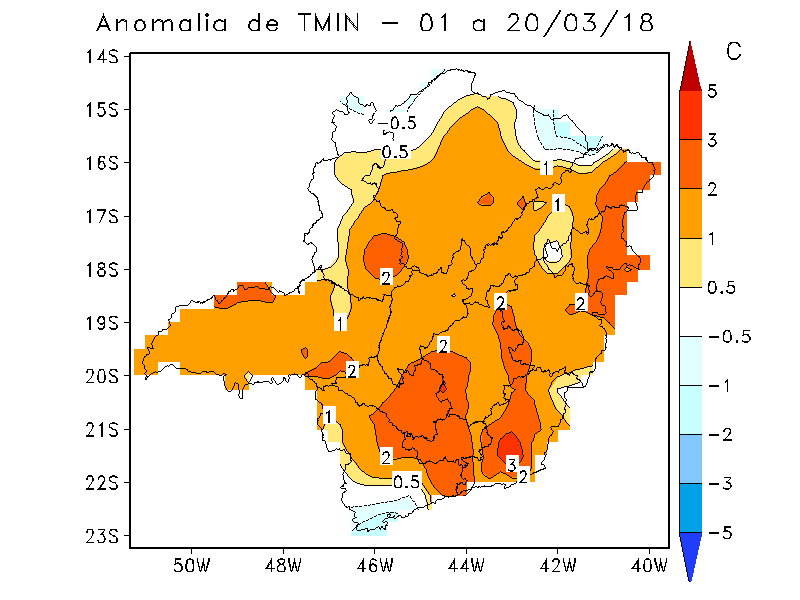 Anomalia de TMIN - 01 a 20/03/18
C
14S
15S
16S
17S
18S
19S
20S
21S
22S
23S
50W 48W 46W 44W 42W 40W
-0.5
0.5
1
1
2
1
2
2
2
2
1
2
3
2
0.5
5
3
2
1
0.5
-0.5
-1
-2
-3
-5